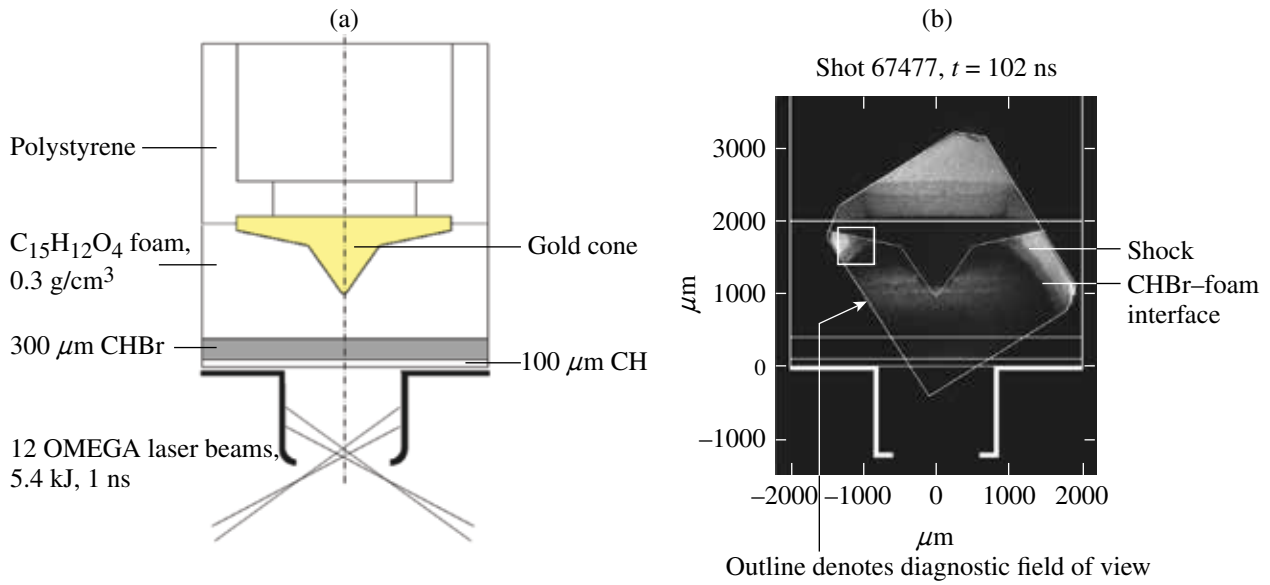 (a)
Polystyrene
C15H12O4 foam,
0.3 g/cm3
Gold cone
300 μm CHBr
100 μm CH
12 OMEGA laser beams,
5.4 kJ, 1 ns
(b)
Shot 67477, t = 102 ns
3000
2000
1000
0
–1000
μm
–2000 –1000 0 1000 2000
μm
Shock
CHBr–foam
interface
Outline denotes diagnostic field of view